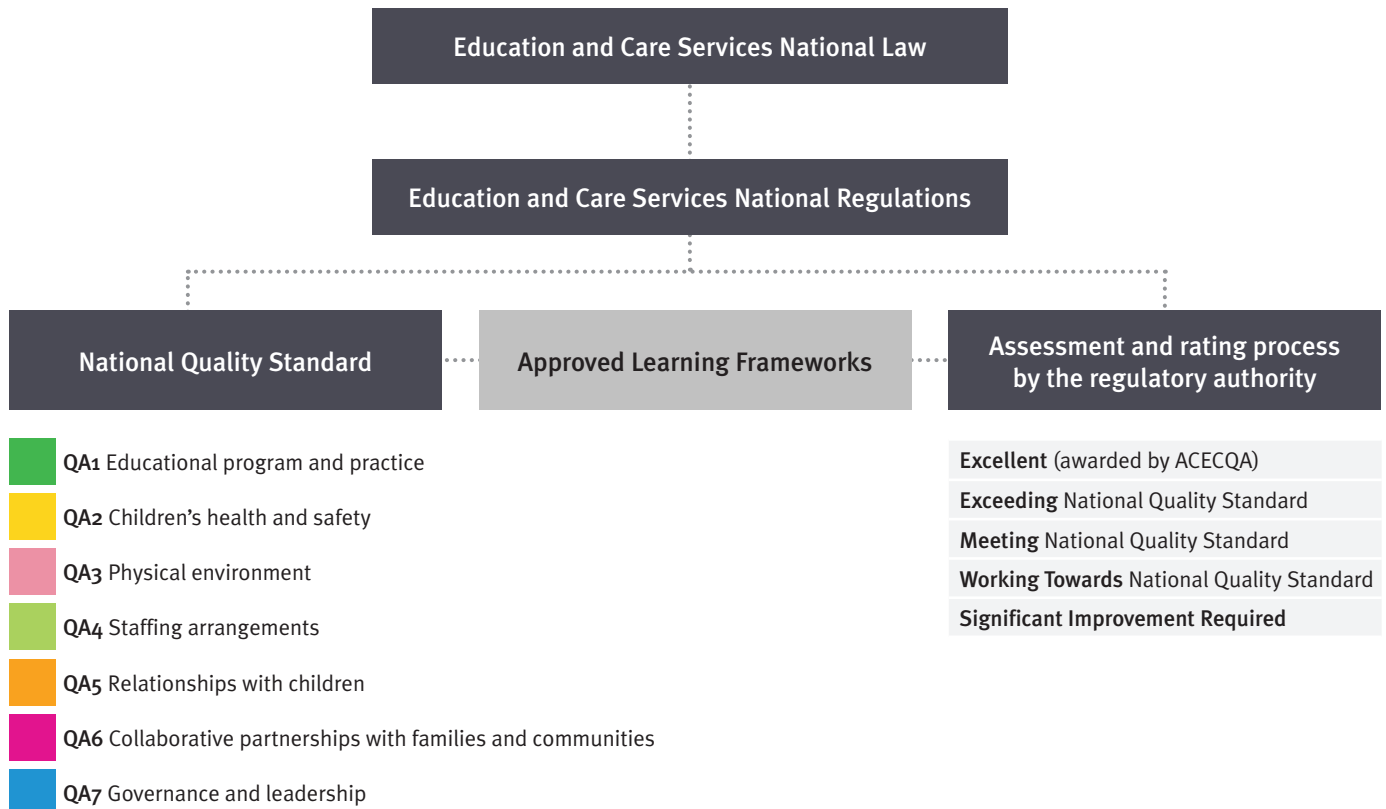 Education and Care Services National Law
Education and Care Services National Regulations
National Quality Standard
Approved Learning Frameworks
Assessment and rating process
by the regulatory authority
QA1 Educational program and practice
QA2 Children’s health and safety
QA3 Physical environment
QA4 Staffing arrangements
QA5 Relationships with children
QA6 Collaborative partnerships with families and communities
QA7 Governance and leadership
Excellent (awarded by ACECQA)
Exceeding National Quality Standard
Meeting National Quality Standard
Working Towards National Quality Standard
Significant Improvement Required